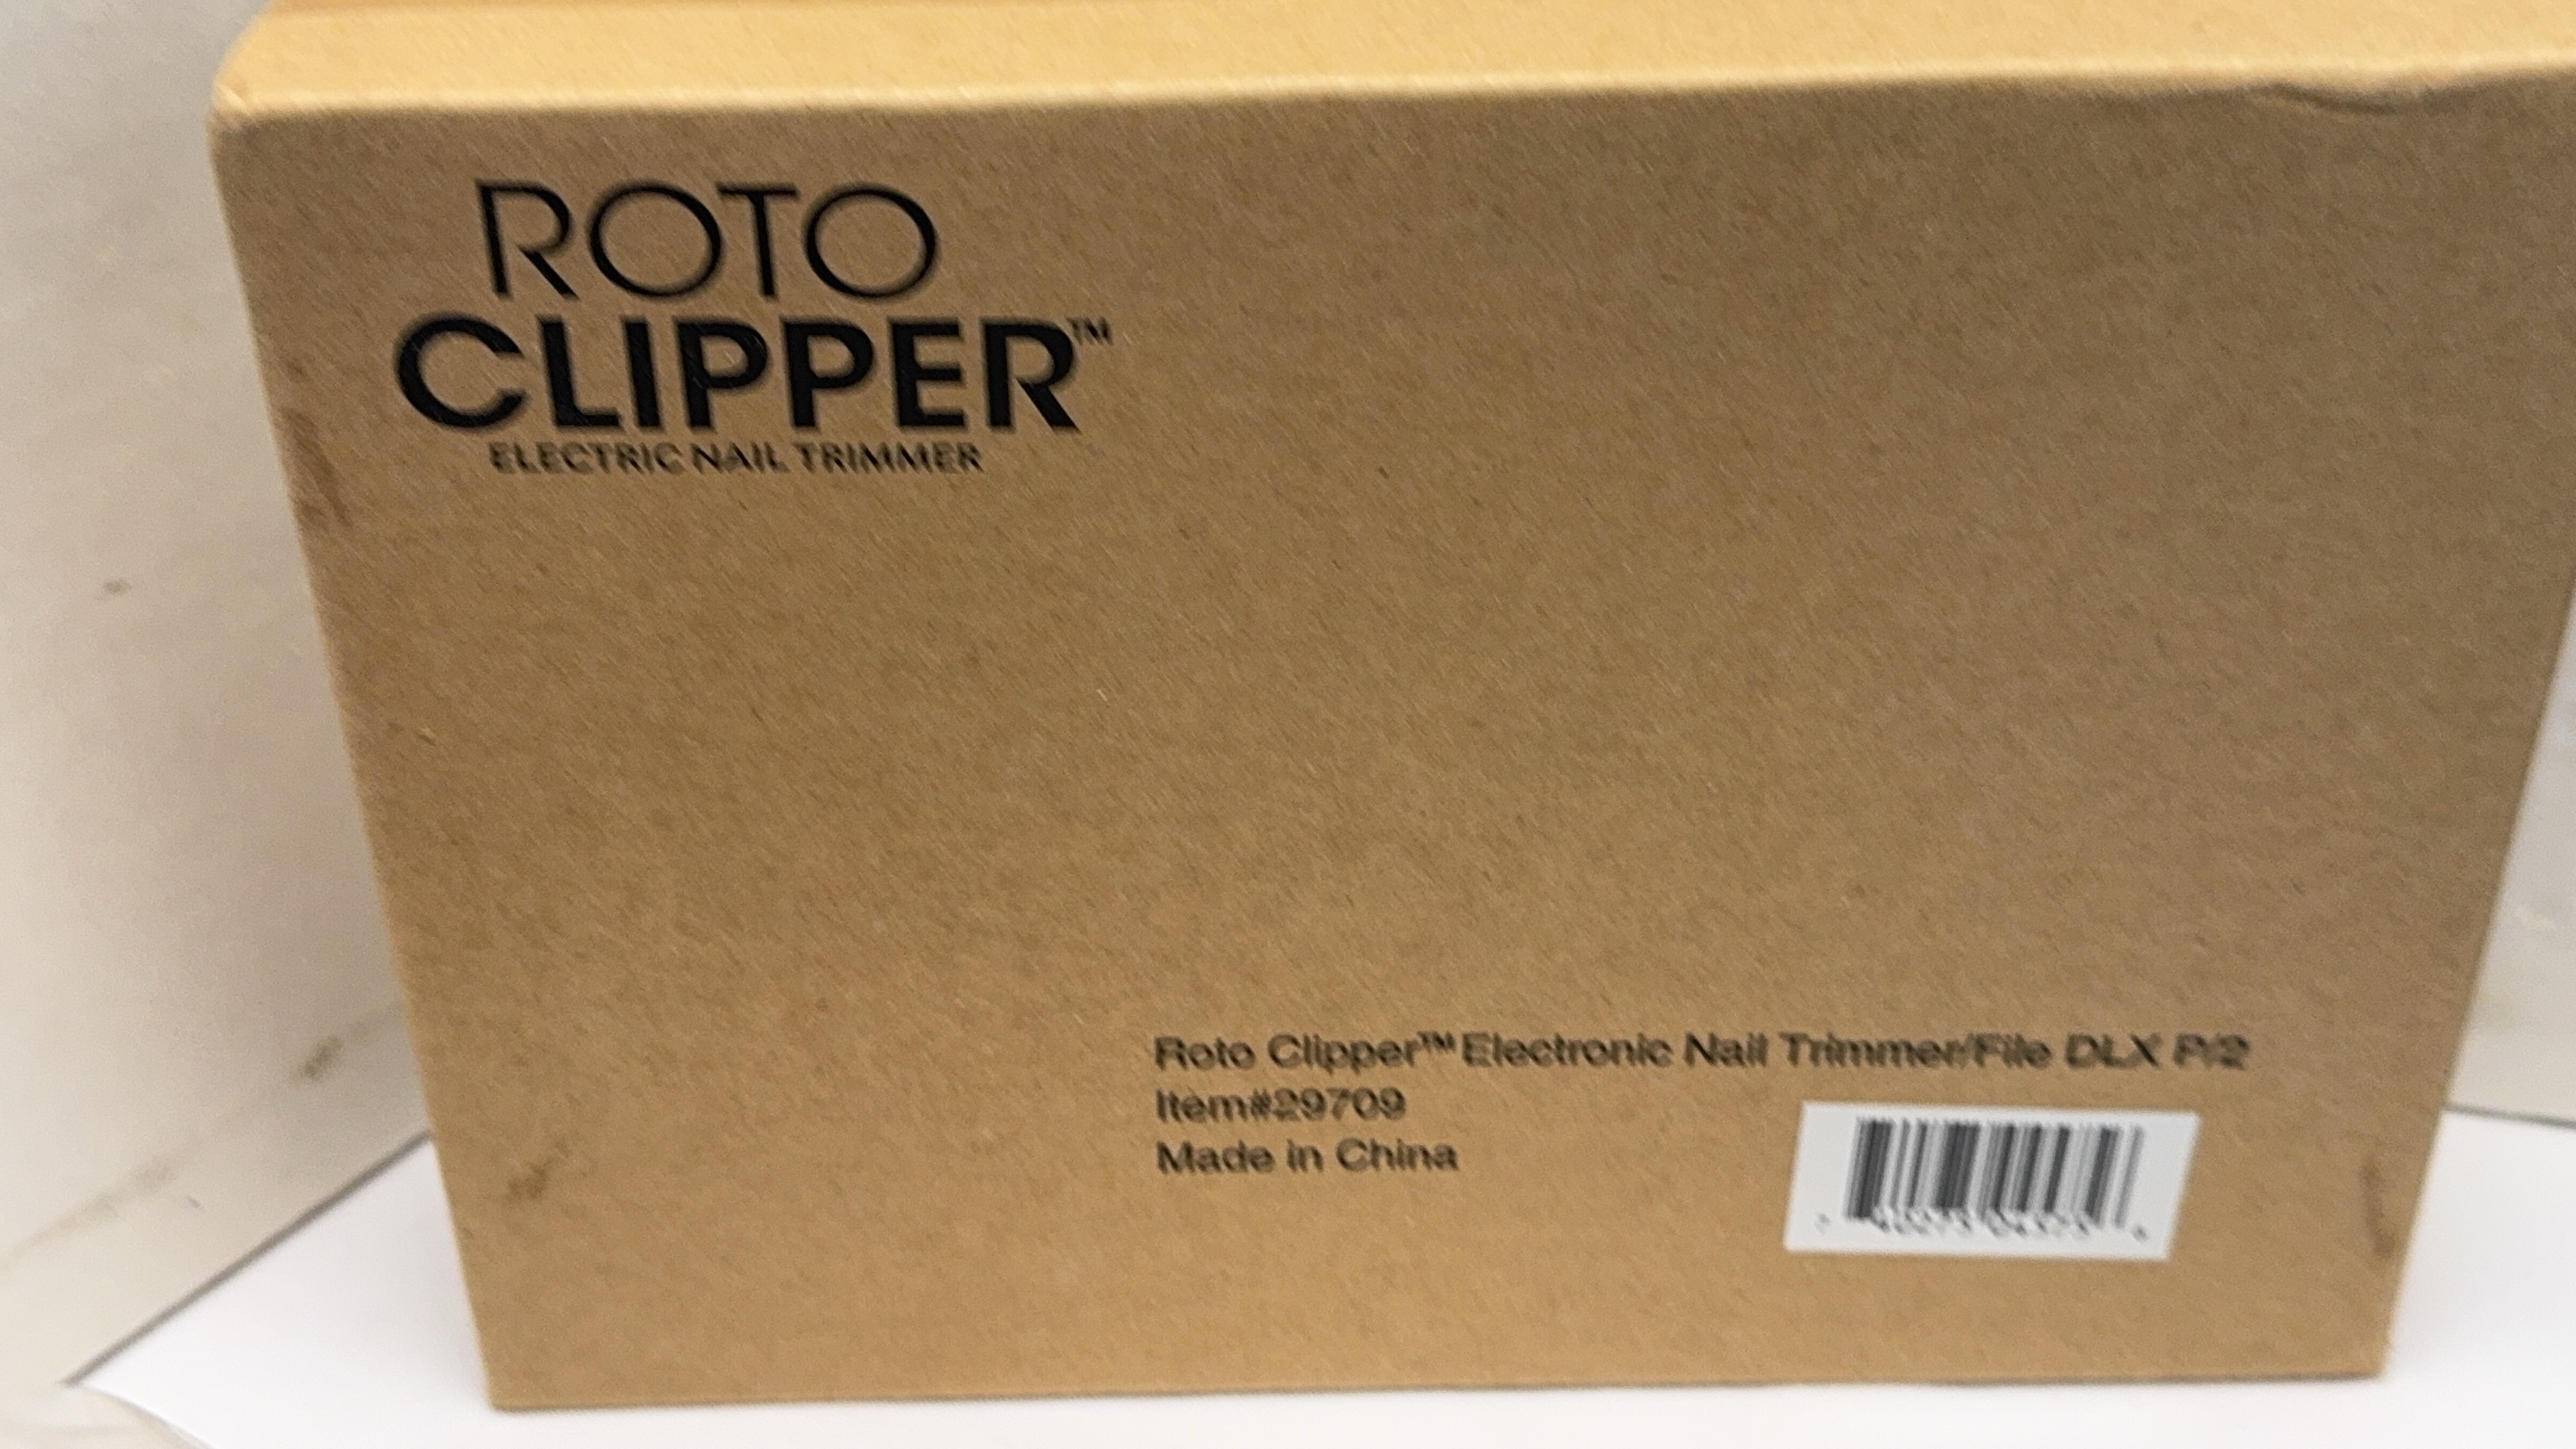 ROTO
CLIPPER™
ELECTRIC NAIL TRIMMER
Roto Clipper™ Electronic Nail Trimmer/File DLX P/2
Item#29709
Made in China